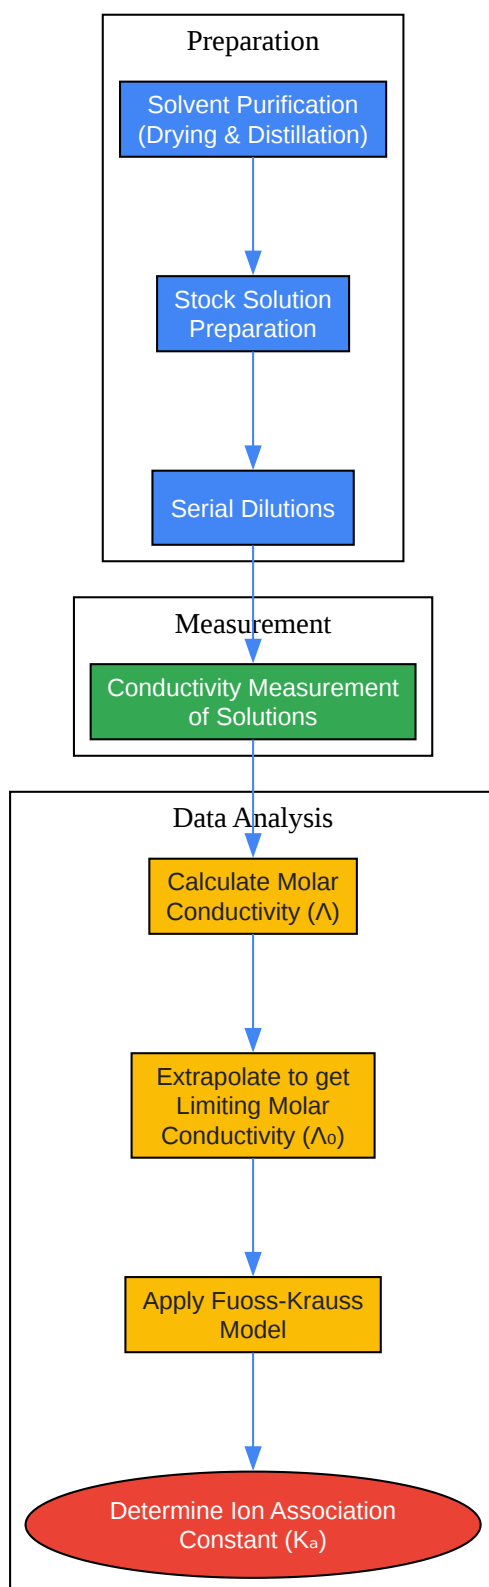 Preparation
Solvent Purification
(Drying & Distillation)
Stock Solution
Preparation
Serial Dilutions
Measurement
Conductivity Measurement
of Solutions
Data Analysis
Calculate Molar
Conductivity (Λ)
Extrapolate to get
Limiting Molar
Conductivity (Λ₀)
Apply Fuoss-Krauss
Model
Determine Ion Association
Constant (Kₐ)